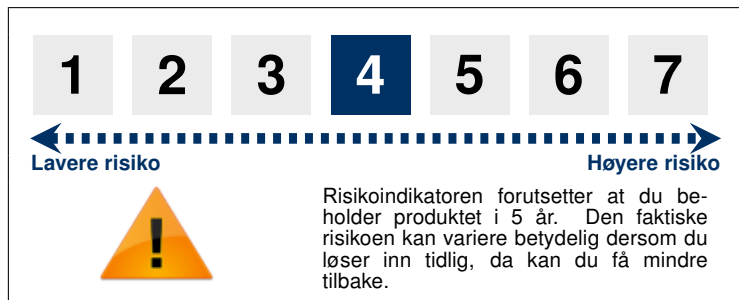 1 2 3 4 5 6 7
Lavere risiko Høyere risiko
!
Risikoindikatoren forutsetter at du be-
holder produktet i 5 år. Den faktiske
risikoen kan variere betydelig dersom du
løser inn tidlig, da kan du få mindre
tilbake.